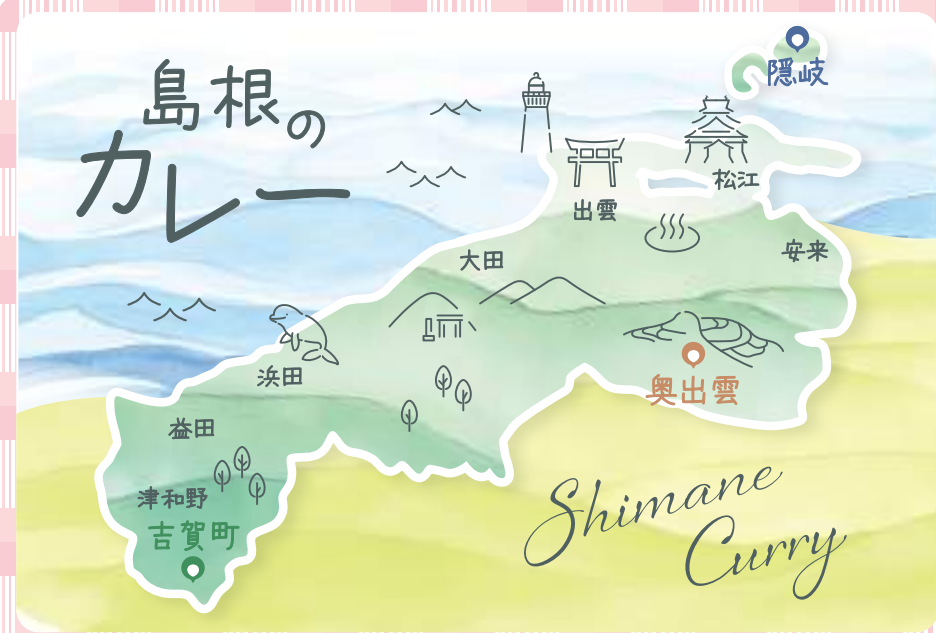 島根の
カレー
隠岐
松江
出雲
安来
大田
浜田
奥出雲
益田
津和野
吉賀町
Shimane
Curry